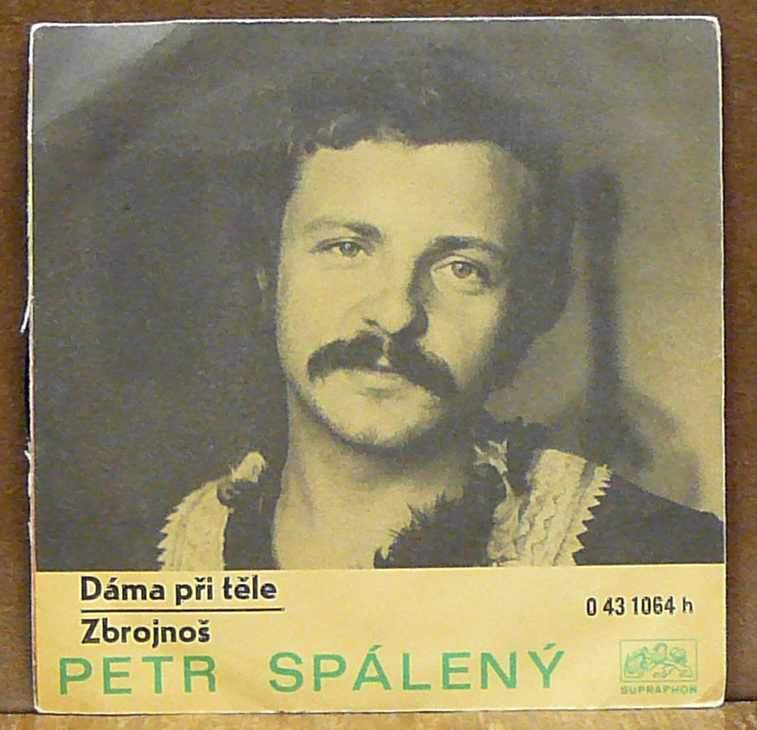 Dáma při těle
Zbrojnoš
0 43 1064 h
PETR SPÁLENÝ
SUPRAPHON